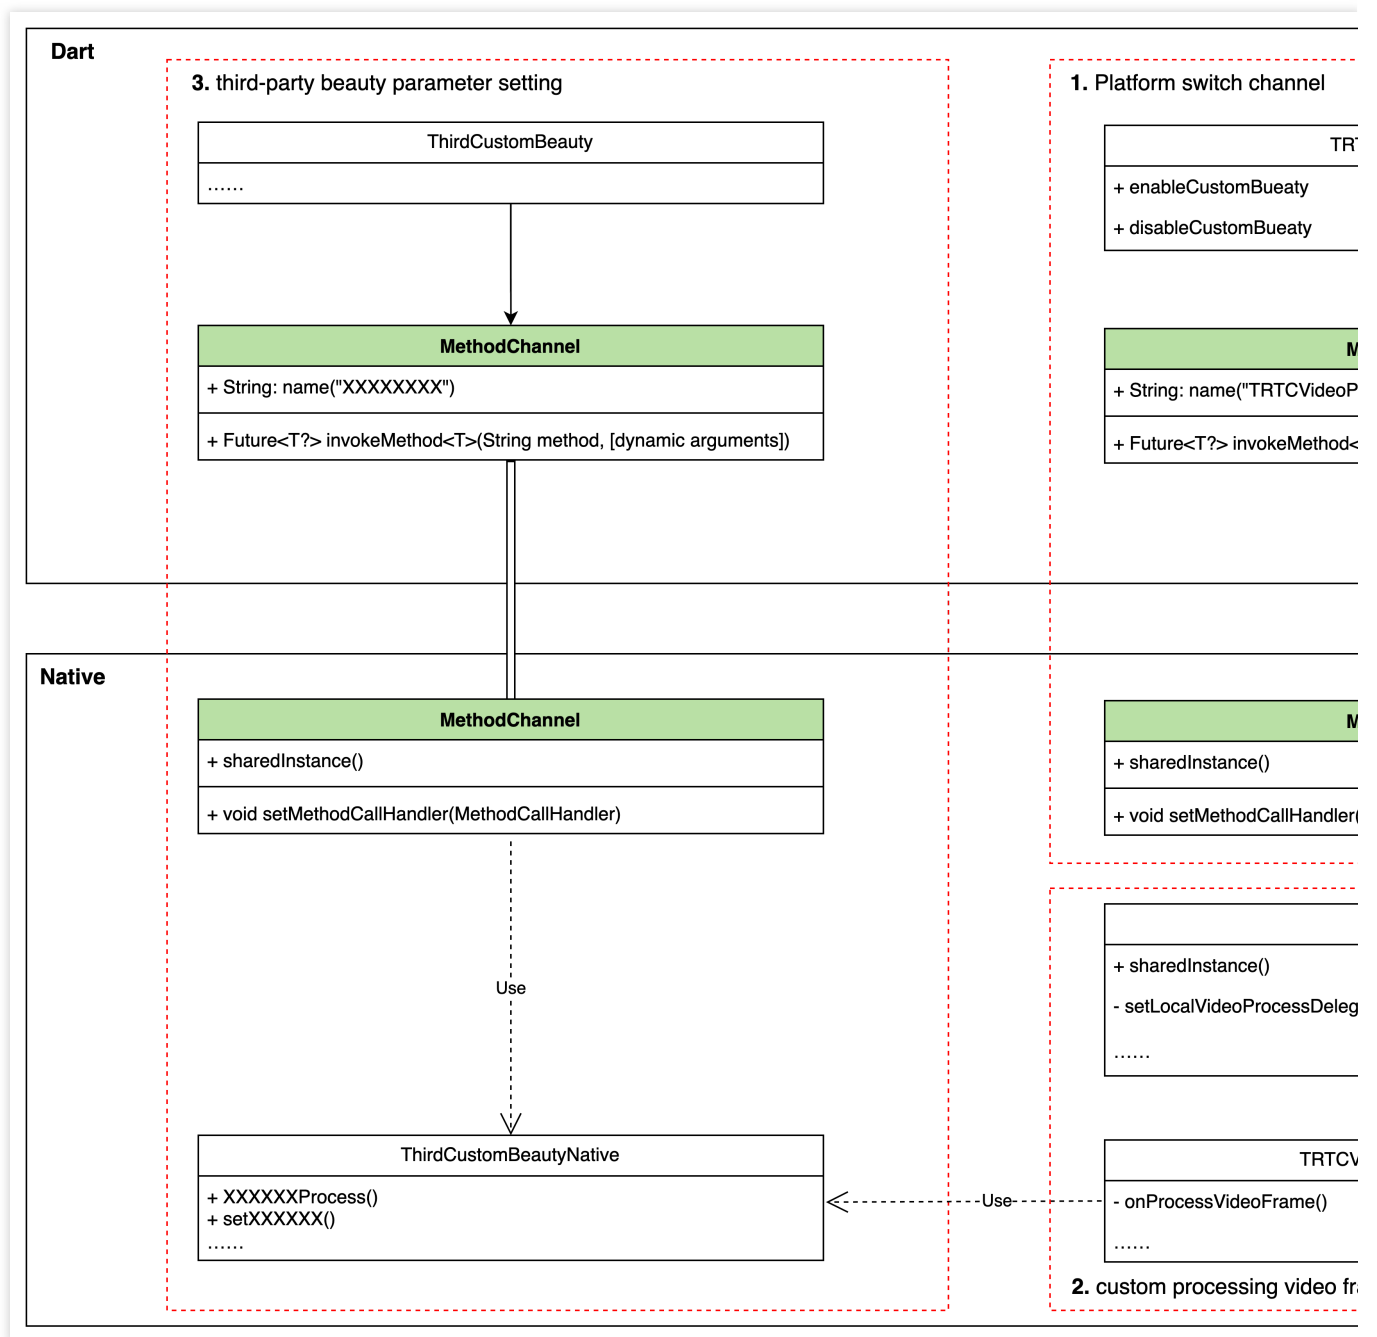 Dart
3. third-party beauty parameter setting
ThirdCustomBeauty
......
MethodChannel
+ String: name("XXXXXXXX")
+ Future<T?> invokeMethod<T>(String method, [dynamic arguments])
1. Platform switch channel
+ enableCustomBueaty
+ disableCustomBueaty
+ String: name("TRTCVideoP
+ Future<T?> invokeMethod<
Native
MethodChannel
+ sharedInstance()
+ void setMethodCallHandler(MethodCallHandler)
Use
ThirdCustomBeautyNative
+ XXXXXXProcess()
+ setXXXXXX()
......
+ sharedInstance()
+ void setMethodCallHandler(
+ sharedInstance()
- setLocalVideoProcessDeleg
......
Use
TRTCV
- onProcessVideoFrame()
......
2. custom processing video fr